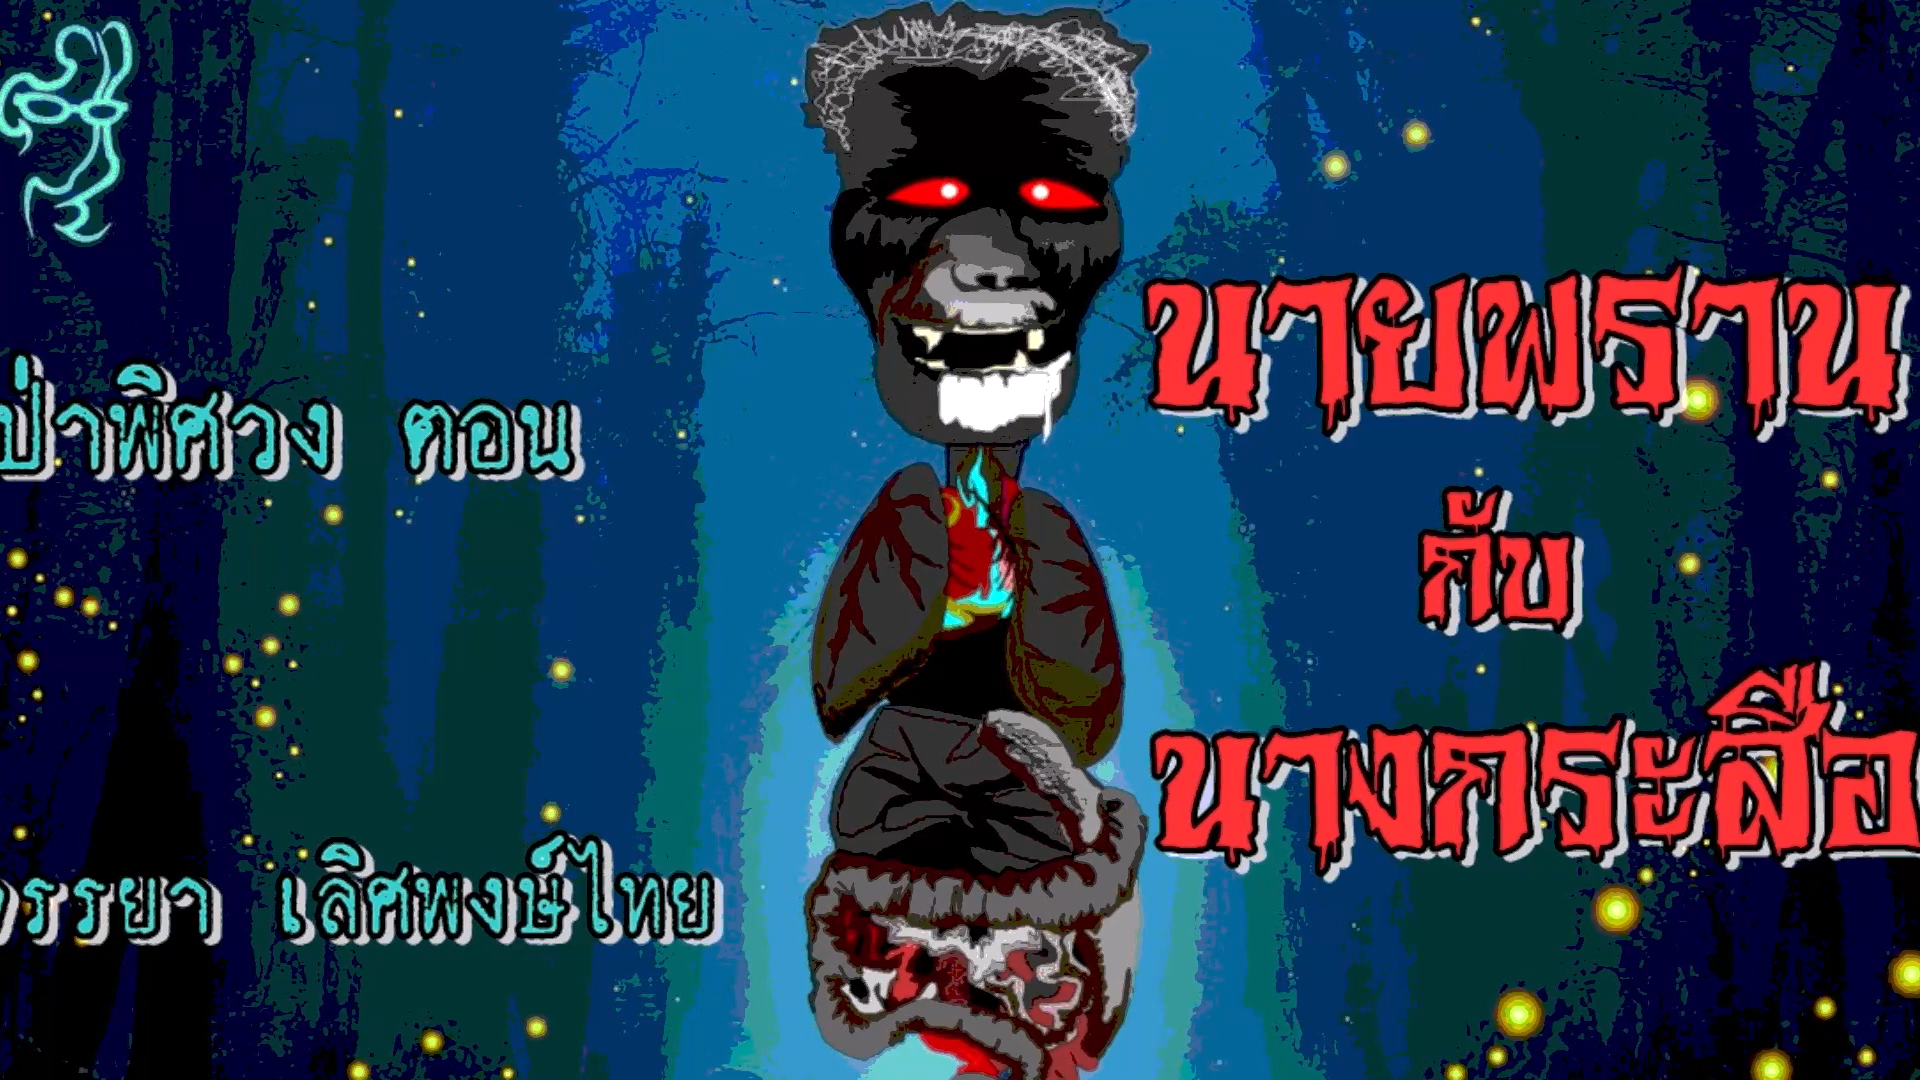 ป่าพิศวง ตอน
นายพราน
กับ
นางกระสือ
เลิศพงษ์ไทย